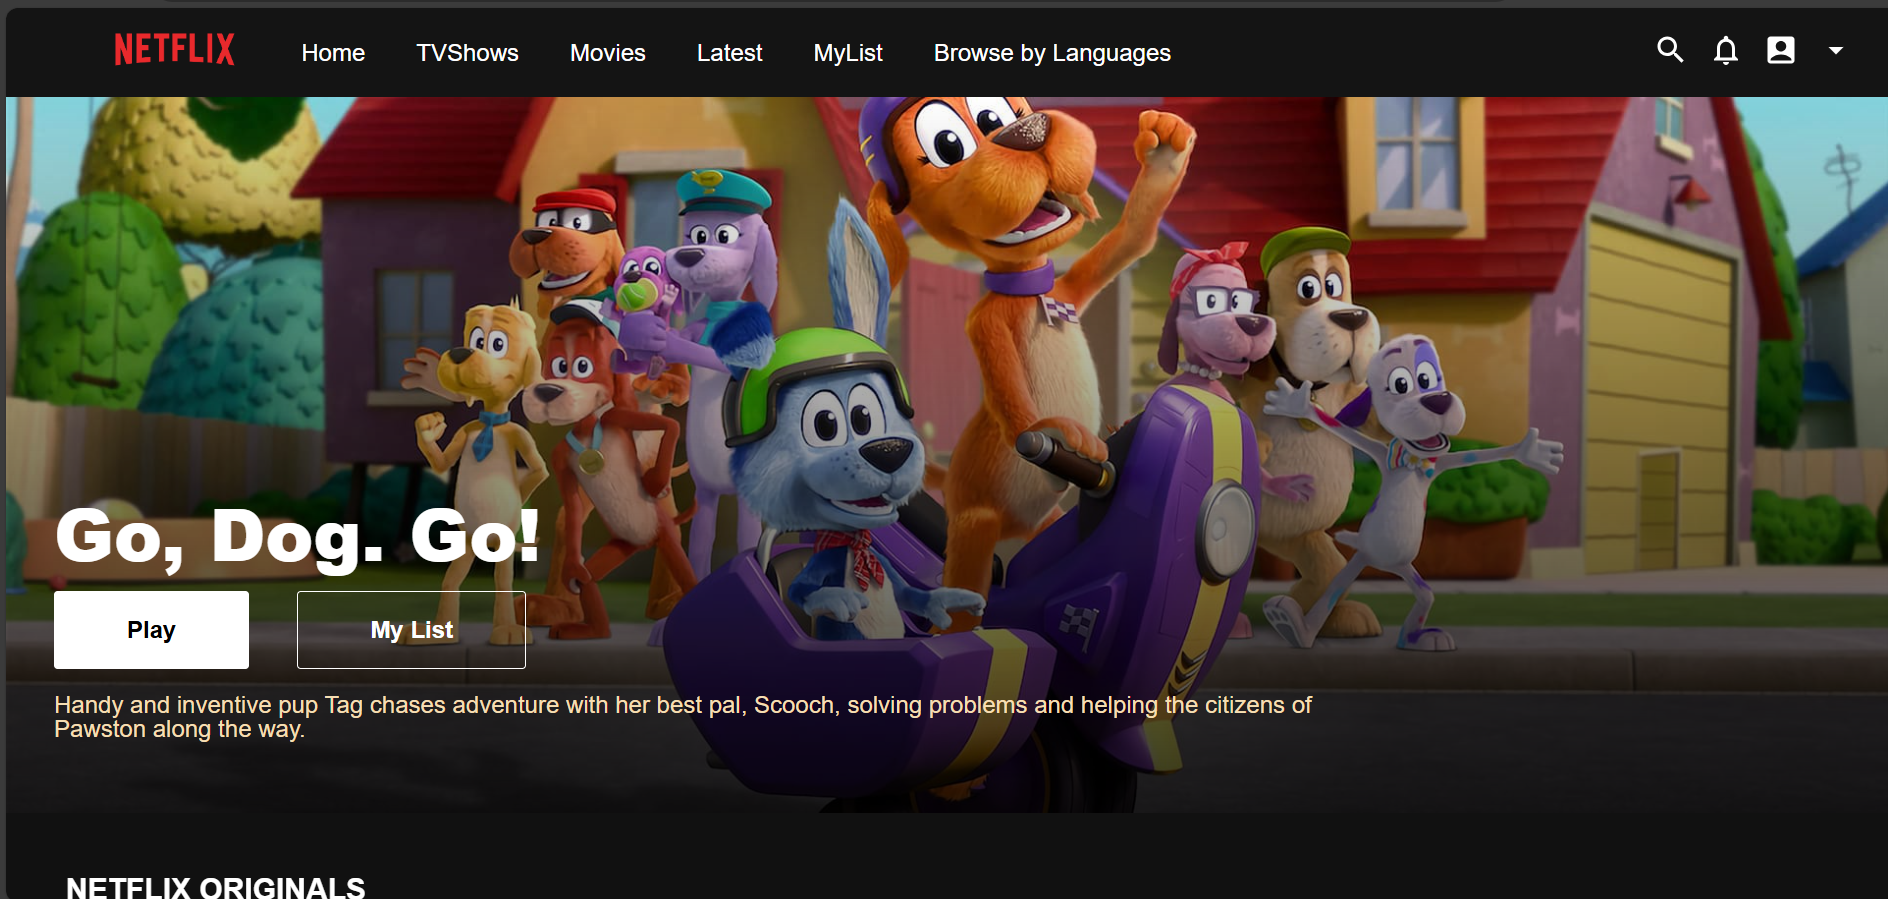 NETFLIX Home TVShows Movies Latest MyList Browse by Languages
Go, Dog. Go!
Play My List
Handy and inventive pup Tag chases adventure with her best pal, Scooch, solving problems and helping the citizens of
Pawston along the way.
NETFLIX ORIGINALS